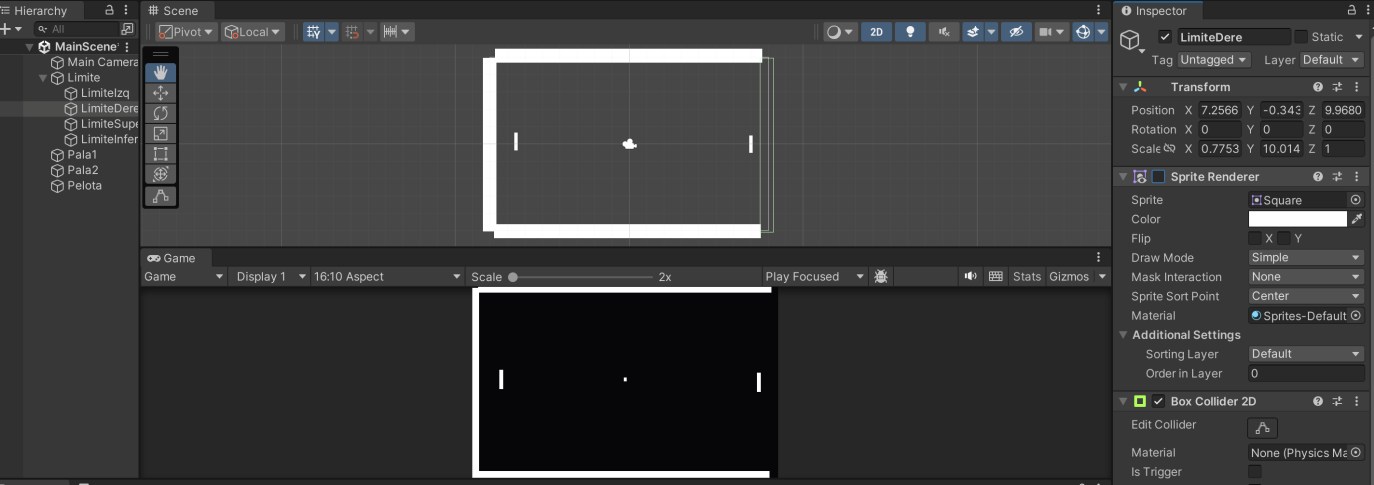 Hierarchy
All
MainScene*
Main Camera
Limite
LimiteIzq
LimiteDere
LimiteSupe
LimiteInfer
Pala1
Pala2
Pelota
Scene
Pivot
Local
2D
Game
Game
Display 1
16:10 Aspect
Scale
2x
Play Focused
Stats
Gizmos
Inspector
LimiteDere
Static
Tag Untagged
Layer Default
Transform
Position X 7.2566 Y -0.343 Z 9.9680
Rotation X 0 Y 0 Z 0
Scale X 0.7753 Y 10.014 Z 1
Sprite Renderer
Sprite Square
Color
Flip X Y
Draw Mode Simple
Mask Interaction None
Sprite Sort Point Center
Material Sprites-Default
Additional Settings
Sorting Layer Default
Order in Layer 0
Box Collider 2D
Edit Collider
Material None (Physics Ma
Is Trigger